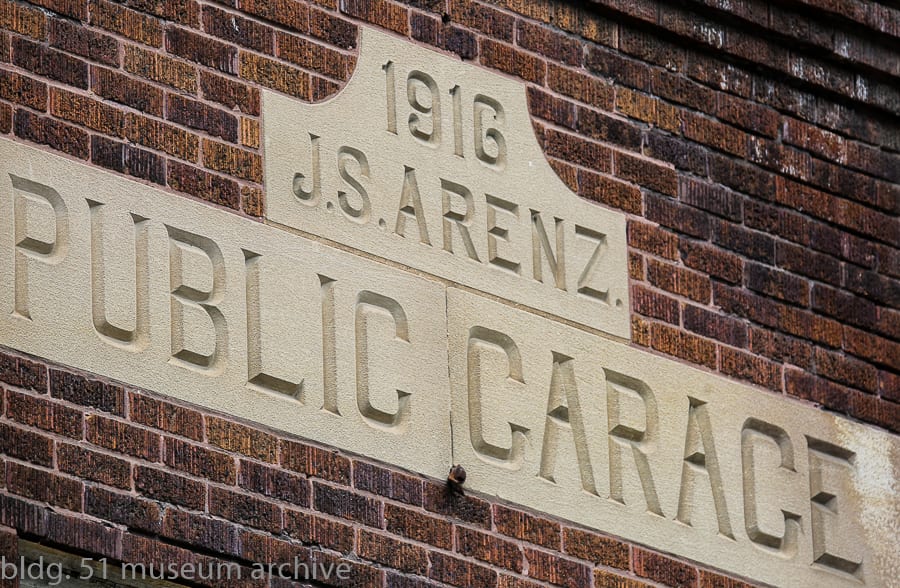 1916
J.S. ARENZ.
PUBLIC GARAGE
bldg. 51 museum archive